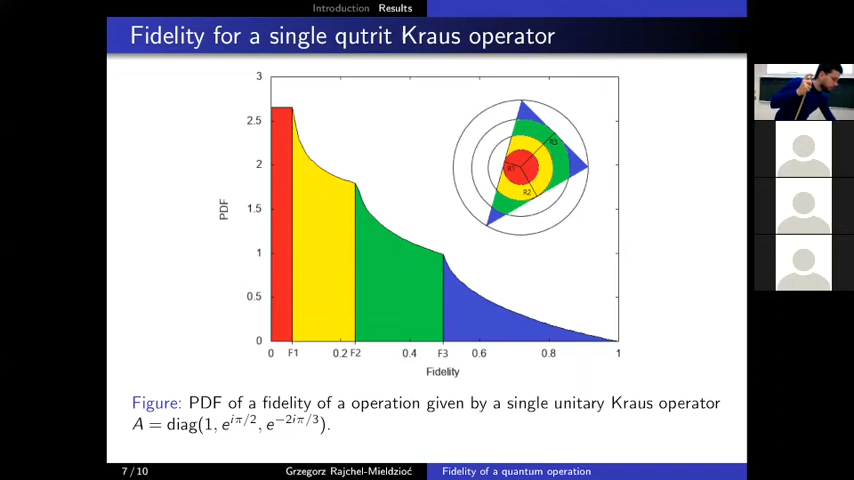 Introduction Results
Fidelity for a single qutrit Kraus operator
3
2.5
2
1.5
1
0.5
0
PDF
0 F1 0.2 F2 0.4 F3 0.6 0.8 1
Fidelity
R1
R2
R3
Figure: PDF of a fidelity of a operation given by a single unitary Kraus operator
A = diag(1, e^{iπ/2}, e^{−2iπ/3}).
7 / 10 Grzegorz Rajchel-Mieldzioć Fidelity of a quantum operation